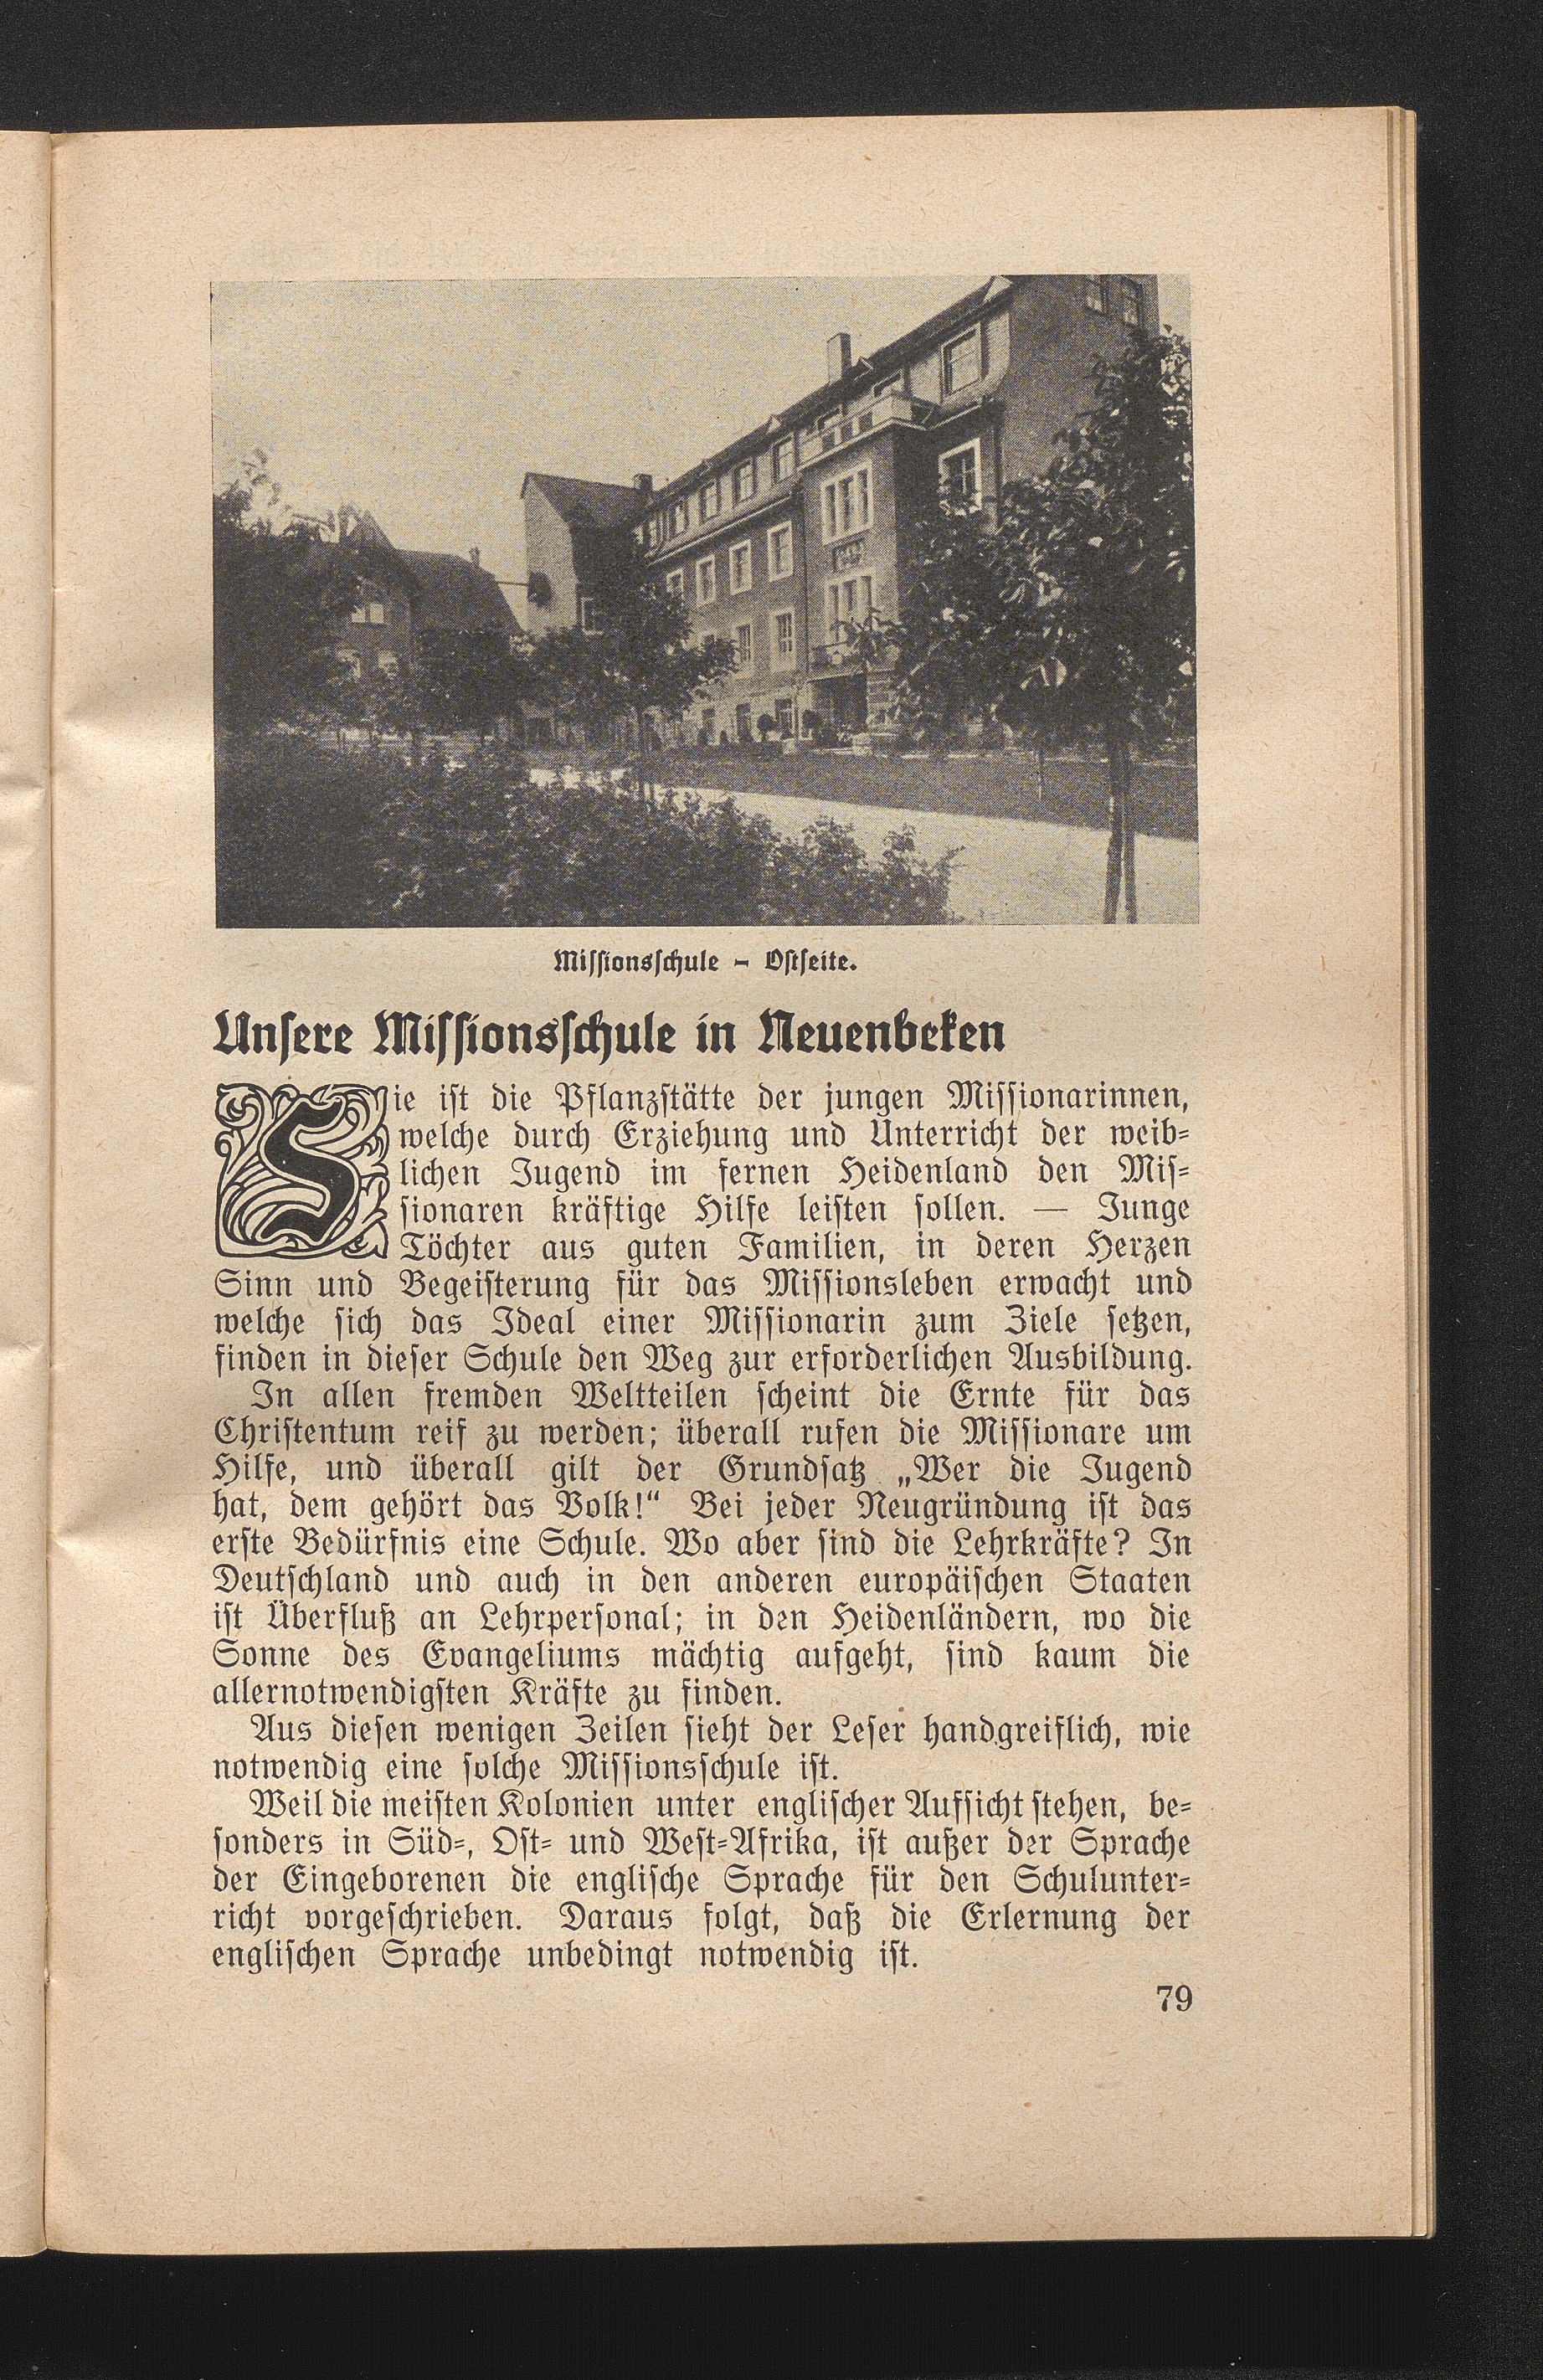 Missionsschule – Ostseite.
Unsere Missionsschule in Neuenbeken
Sie ist die Pflanzstätte der jungen Missionarinnen,
welche durch Erziehung und Unterricht der weib-
lichen Jugend im fernen Heidenland den Mis-
sionaren kräftige Hilfe leisten sollen. — Junge
Töchter aus guten Familien, in deren Herzen
Sinn und Begeisterung für das Missionsleben erwacht und
welche sich das Ideal einer Missionarin zum Ziele setzen,
finden in dieser Schule den Weg zur erforderlichen Ausbildung.
In allen fremden Weltteilen scheint die Ernte für das
Christentum reif zu werden; überall rufen die Missionare um
Hilfe, und überall gilt der Grundsatz „Wer die Jugend
hat, dem gehört das Volk!“ Bei jeder Neugründung ist das
erste Bedürfnis eine Schule. Wo aber sind die Lehrkräfte? In
Deutschland und auch in den anderen europäischen Staaten
ist Überfluß an Lehrpersonal; in den Heidenländern, wo die
Sonne des Evangeliums mächtig aufgeht, sind kaum die
allernotwendigsten Kräfte zu finden.
Aus diesen wenigen Zeilen sieht der Leser handgreiflich, wie
notwendig eine solche Missionsschule ist.
Weil die meisten Kolonien unter englischer Aufsicht stehen, be-
sonders in Süd-, Ost- und West-Afrika, ist außer der Sprache
der Eingeborenen die englische Sprache für den Schulunter-
richt vorgeschrieben. Daraus folgt, daß die Erlernung der
englischen Sprache unbedingt notwendig ist.
79